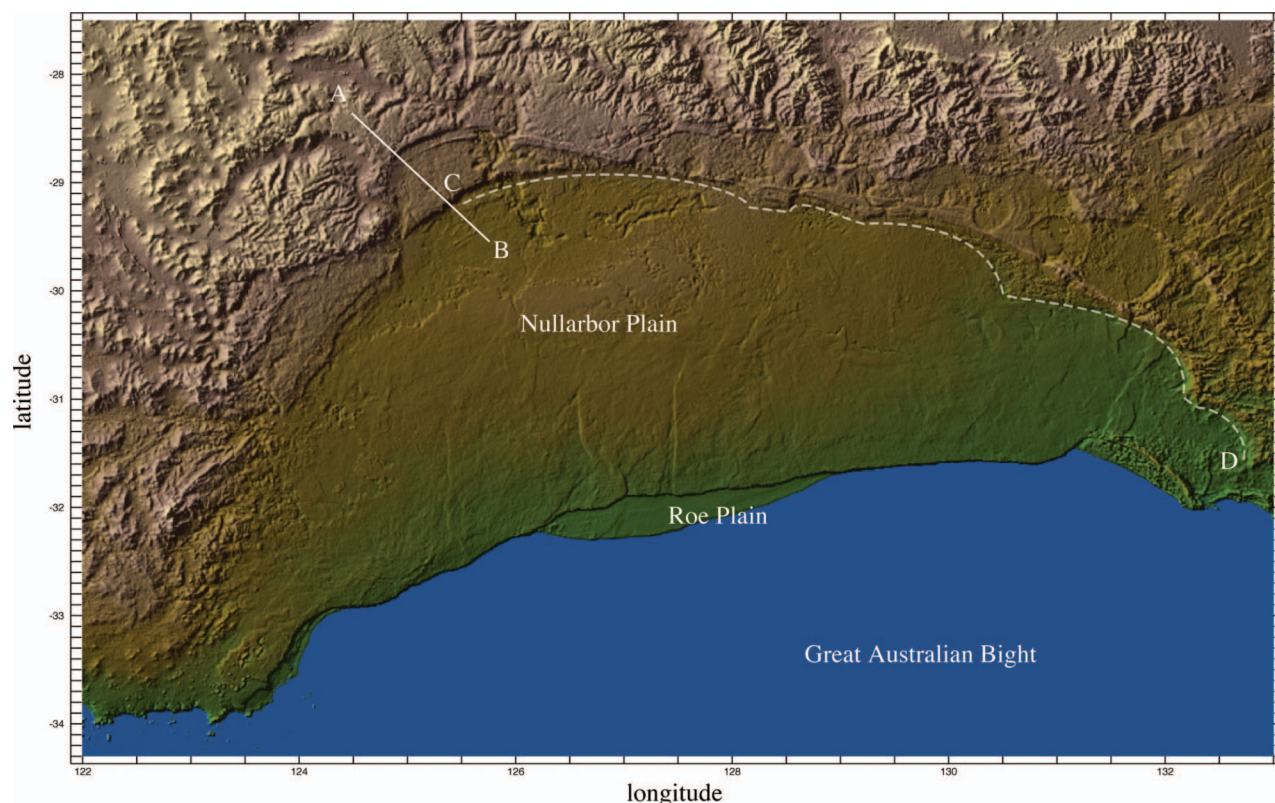 -28
A
-29
C
B
-30
Nullarbor Plain
latitude
-31
D
-32
Roe Plain
-33
Great Australian Bight
-34
122
124
126
128
130
132
longitude